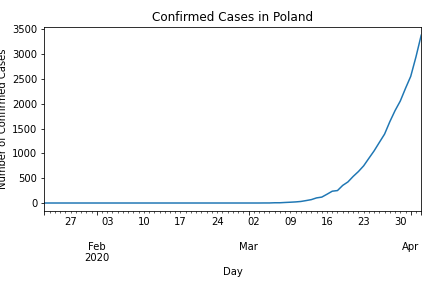 Confirmed Cases in Poland
Number of Confirmed Cases
3500
3000
2500
2000
1500
1000
500
0
27 03 10 17 24 02 09 16 23 30
Feb Mar Apr
2020
Day